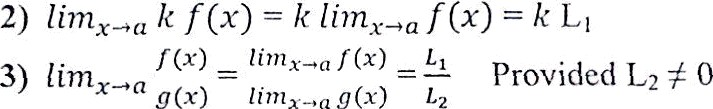 2) lim_{x→a} k f(x) = k lim_{x→a} f(x) = k L₁
3) lim_{x→a} f(x)/g(x) = lim_{x→a} f(x)/lim_{x→a} g(x) = L₁/L₂ Provided L₂ ≠ 0